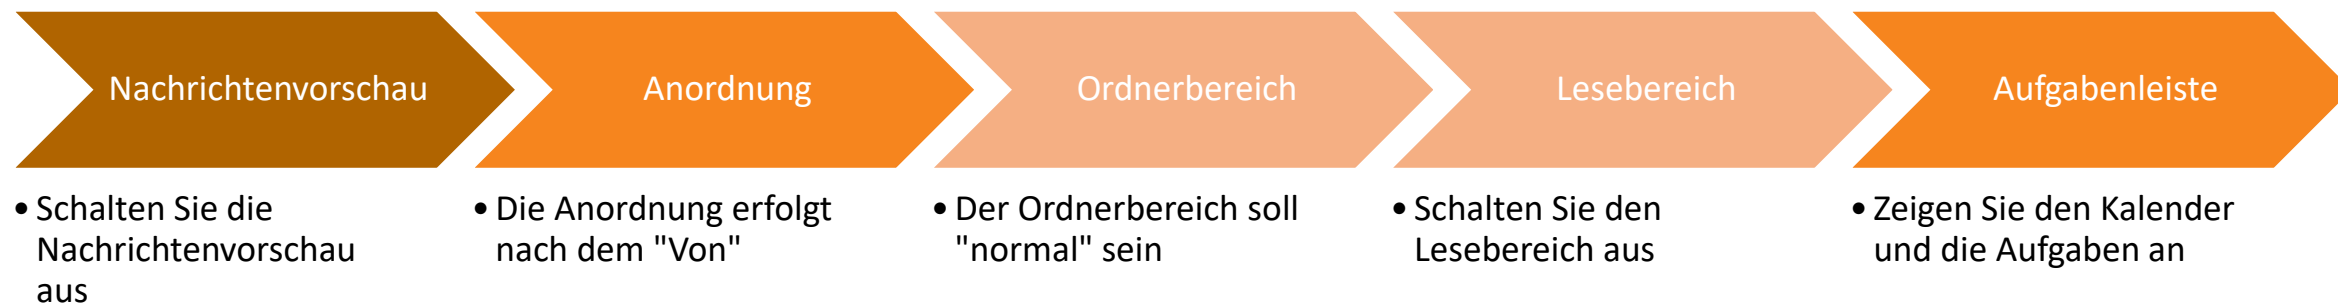 Nachrichtenvorschau
Anordnung
Ordnerbereich
Lesebereich
Aufgabenleiste
• Schalten Sie die
Nachrichtenvorschau
aus
• Die Anordnung erfolgt
nach dem "Von"
• Der Ordnerbereich soll
"normal" sein
• Schalten Sie den
Lesebereich aus
• Zeigen Sie den Kalender
und die Aufgaben an